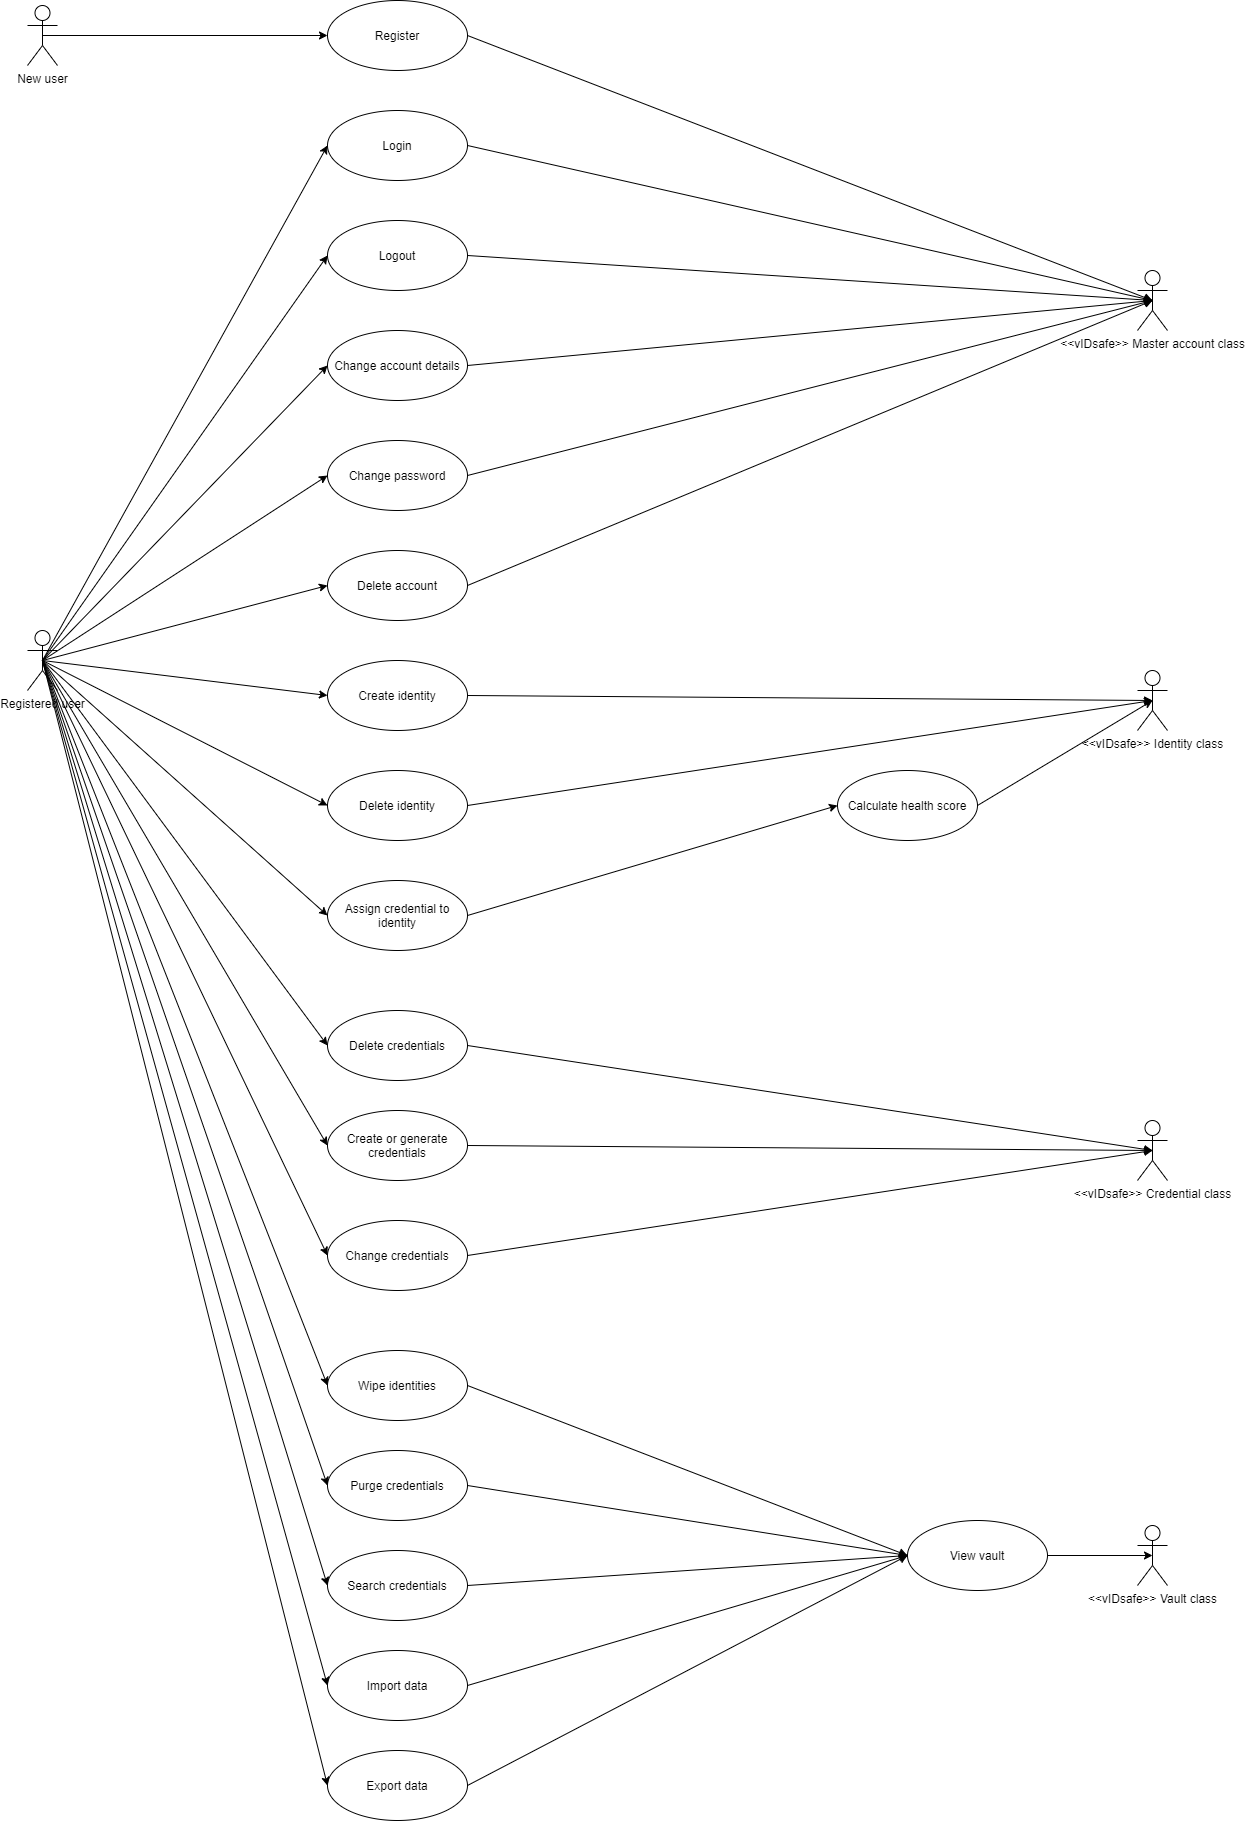 Register
New user
Login
Logout
Change account details
<<vIDsafe>> Master account class
Change password
Delete account
Registered user
Create identity
<<vIDsafe>> Identity class
Delete identity
Calculate health score
Assign credential to
identity
Delete credentials
Create or generate
credentials
<<vIDsafe>> Credential class
Change credentials
Wipe identities
Purge credentials
View vault
Search credentials
<<vIDsafe>> Vault class
Import data
Export data